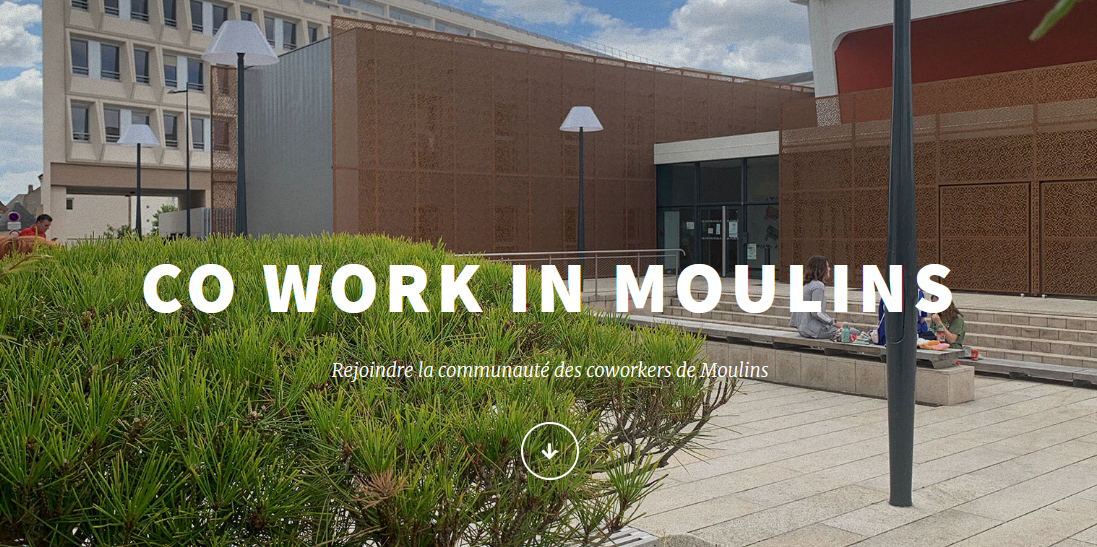 CO WORK IN MOULINS
Rejoindre la communauté des coworkers de Moulins